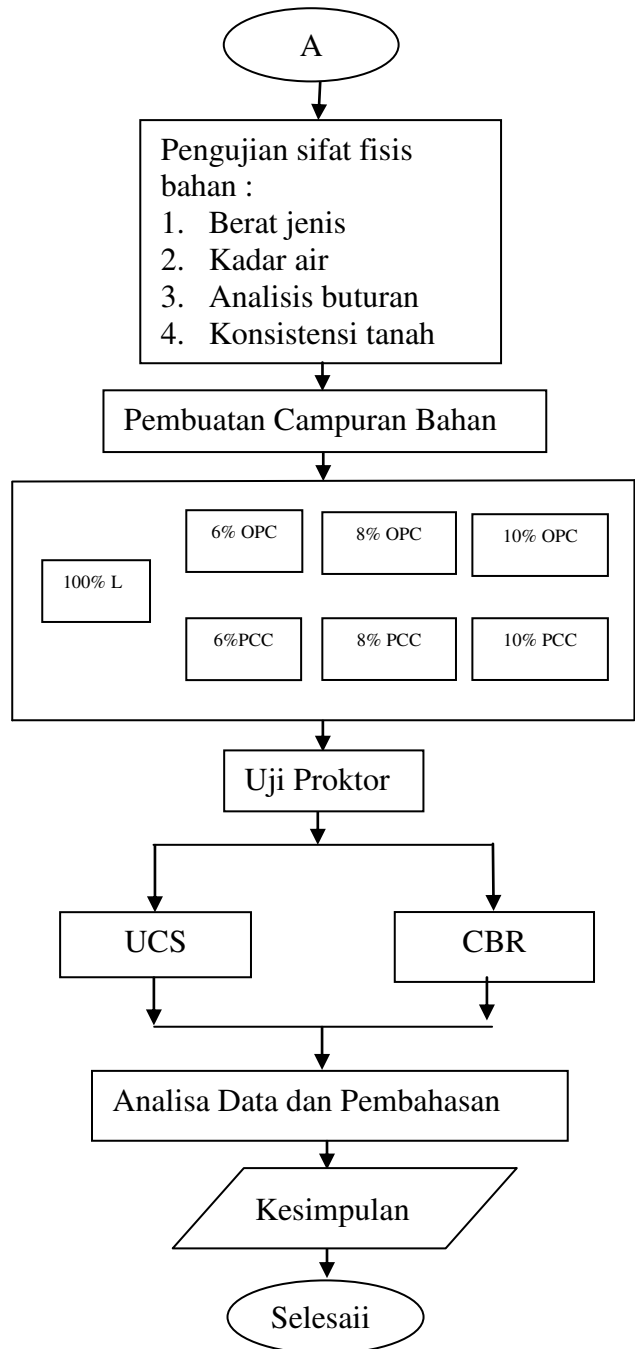 A
Pengujian sifat fisis
bahan :
1. Berat jenis
2. Kadar air
3. Analisis buturan
4. Konsistensi tanah
Pembuatan Campuran Bahan
100% L
6% OPC
8% OPC
10% OPC
6%PCC
8% PCC
10% PCC
Uji Proktor
UCS
CBR
Analisa Data dan Pembahasan
Kesimpulan
Selesaii